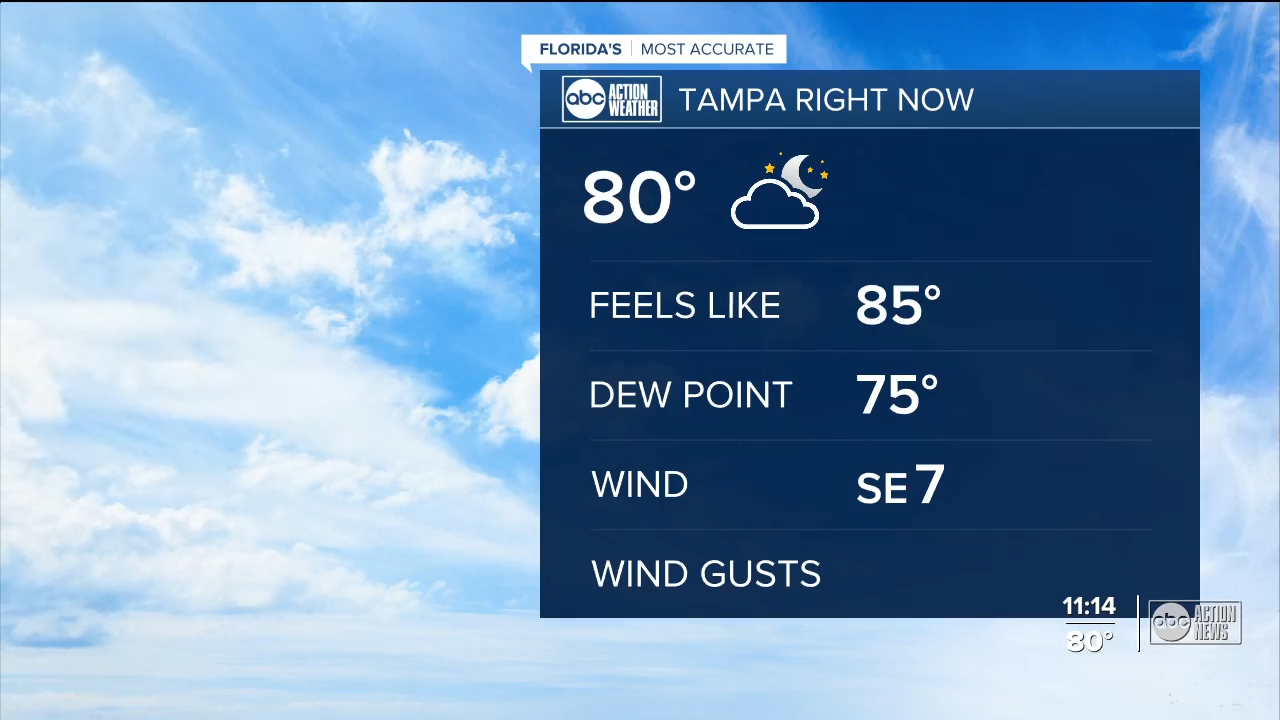 FLORIDA'S MOST ACCURATE
abc ACTION WEATHER TAMPA RIGHT NOW
80°
FEELS LIKE 85°
DEW POINT 75°
WIND SE 7
WIND GUSTS
11:14
80°
abc ACTION NEWS